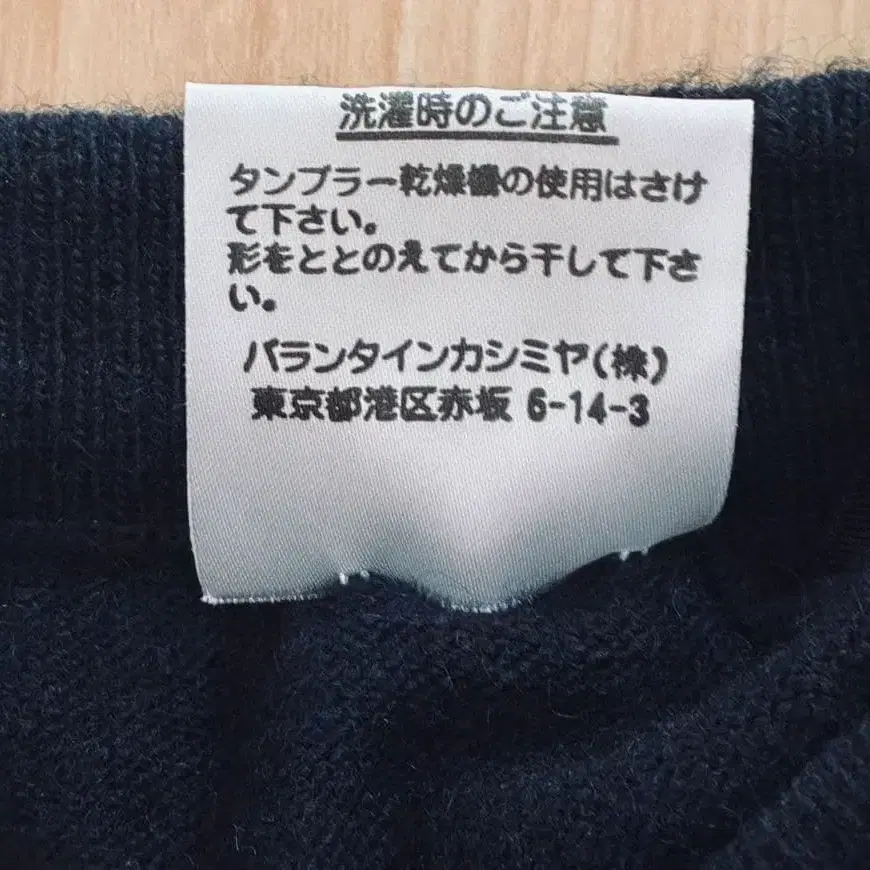 洗濯時のご注意
タンブラー乾燥機の使用はさけ
て下さい。
形をととのえてから干して下さ
い。
バランタインカシミヤ(株)
東京都港区赤坂 6-14-3